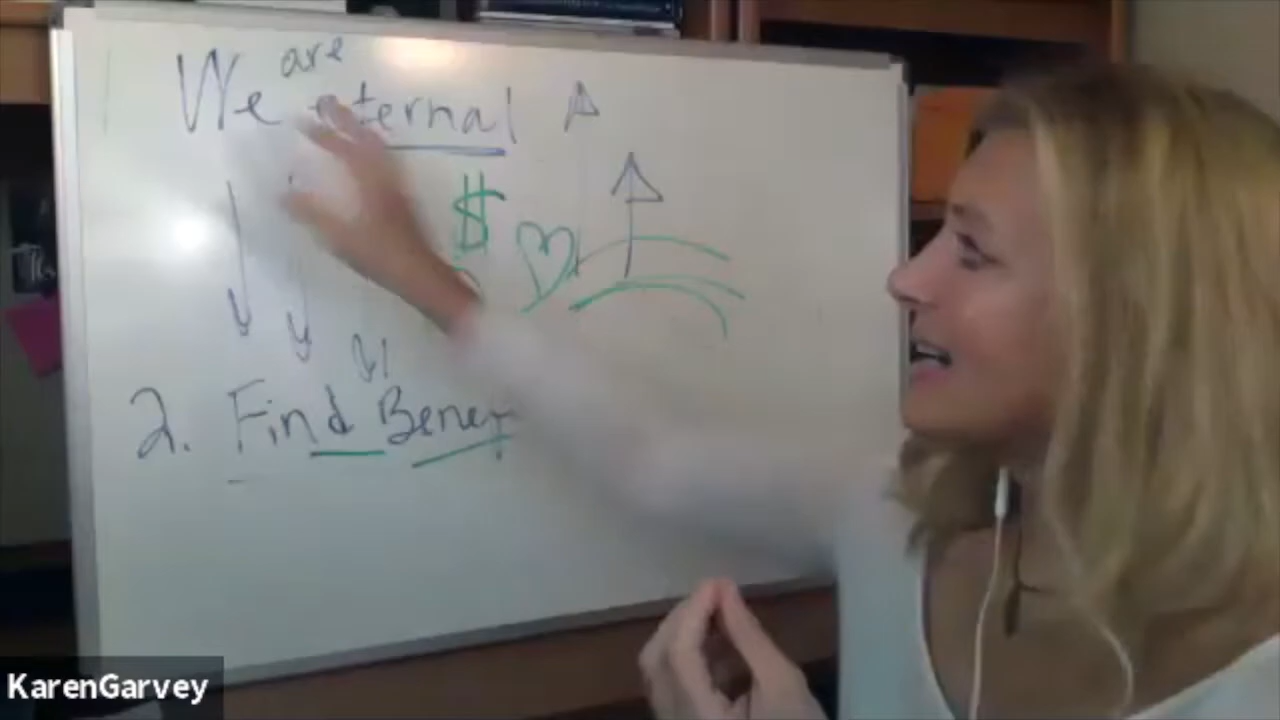 are
We eternal
$
2. Find Benef
KarenGarvey